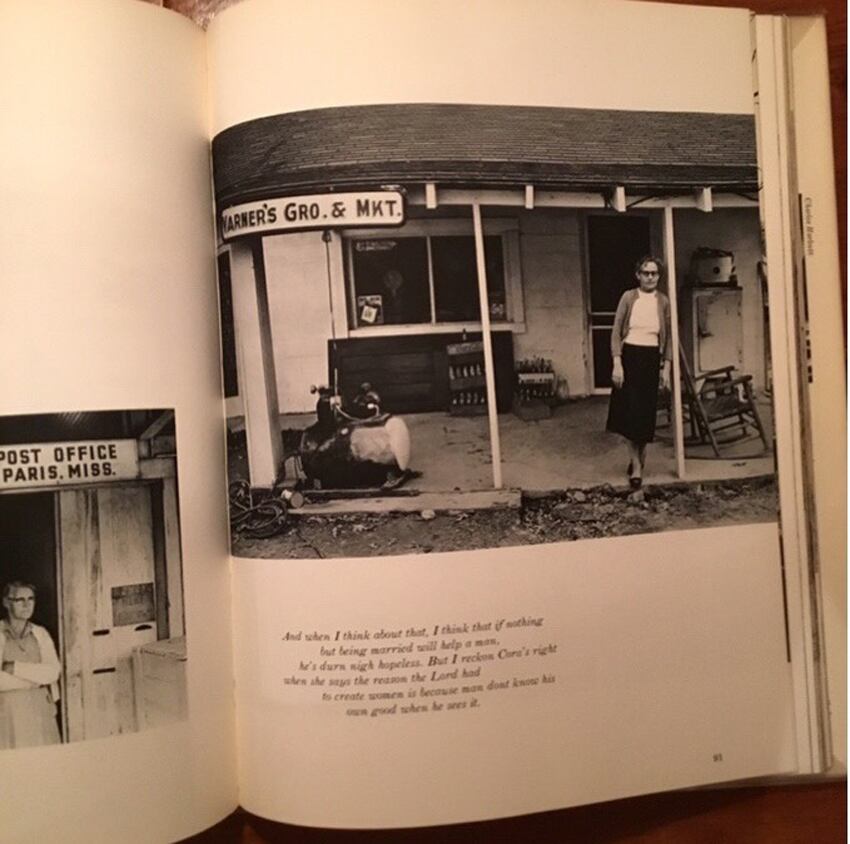 POST OFFICE
PARIS, MISS.
VARNER'S GRO. & MKT.
And when I think about that, I think that if nothing
but being married will help a man,
he's durn nigh hopeless. But I reckon Cora's right
when she says the reason the Lord had
to create women is because man dont know his
own good when he sees it.
91